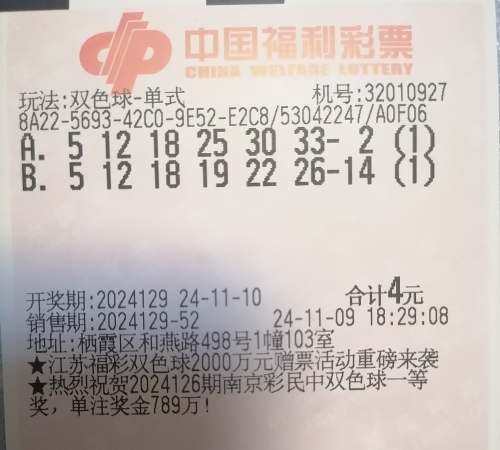 中国福利彩票
CHINA WELFARE LOTTERY
玩法:双色球-单式 机号:32010927
8A22-5693-42C0-9E52-E2C8/53042247/A0F06
A. 5 12 18 25 30 33- 2 (1)
B. 5 12 18 19 22 26-14 (1)
开奖期:2024129 24-11-10 合计4元
销售期:2024129-52 24-11-09 18:29:08
地址:栖霞区和燕路498号1幢103室
★江苏福彩双色球2000万元赠票活动重磅来袭
★热烈祝贺2024126期南京彩民中双色球一等
奖，单注奖金789万!